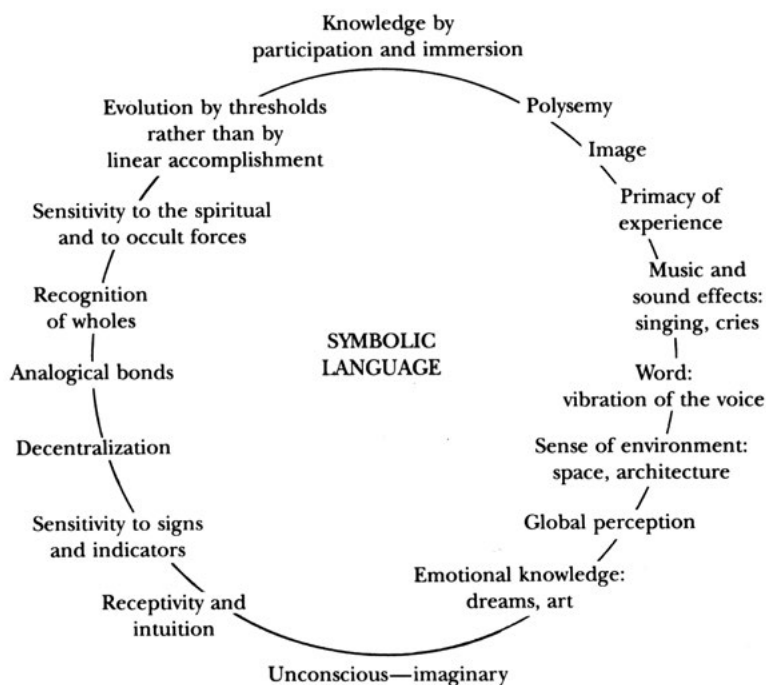 Knowledge by
participation and immersion
Polysemy
Image
Primacy of
experience
Music and
sound effects:
singing, cries
Word:
vibration of the voice
Sense of environment:
space, architecture
Global perception
Emotional knowledge:
dreams, art
Unconscious—imaginary
Receptivity and
intuition
Sensitivity to signs
and indicators
Decentralization
Analogical bonds
Recognition
of wholes
Sensitivity to the spiritual
and to occult forces
Evolution by thresholds
rather than by
linear accomplishment
SYMBOLIC
LANGUAGE